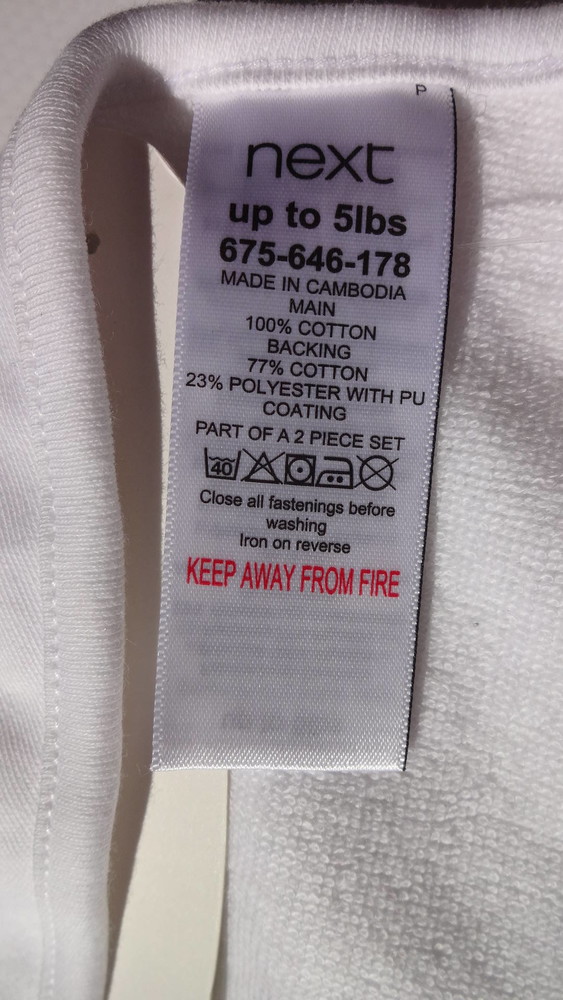 P
next
up to 5lbs
675-646-178
MADE IN CAMBODIA
MAIN
100% COTTON
BACKING
77% COTTON
23% POLYESTER WITH PU
COATING
PART OF A 2 PIECE SET
40
Close all fastenings before
washing
Iron on reverse
KEEP AWAY FROM FIRE